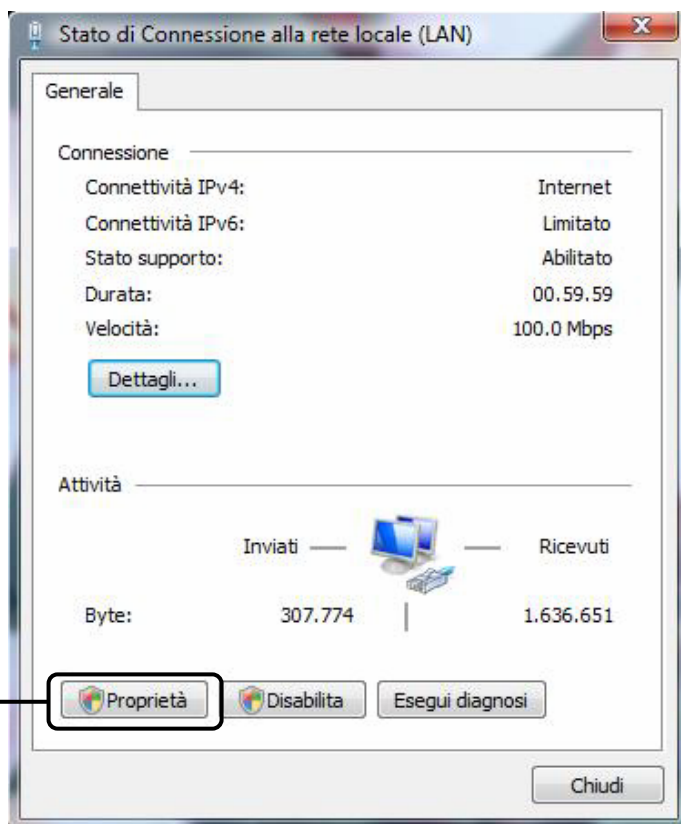 Stato di Connessione alla rete locale (LAN)
Generale
Connessione
Connettività IPv4: Internet
Connettività IPv6: Limitato
Stato supporto: Abilitato
Durata: 00.59.59
Velocità: 100.0 Mbps
Dettagli...
Attività
Inviati Ricevuti
Byte: 307.774 1.636.651
Proprietà Disabilita Esegui diagnosi
Chiudi